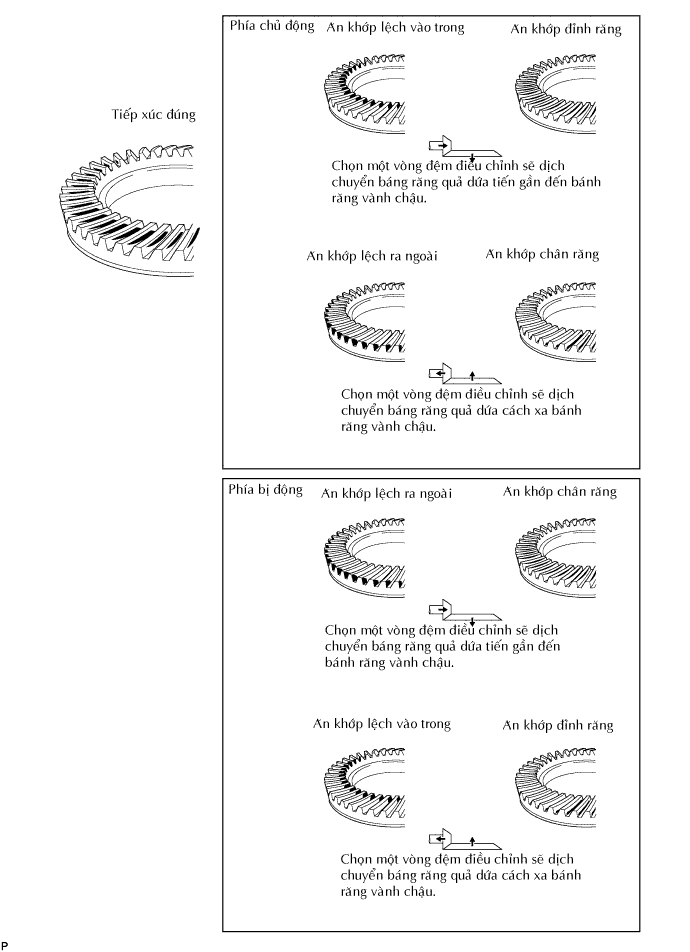 Phía chủ động
Ăn khớp lệch vào trong
Ăn khớp đỉnh răng
Tiếp xúc đúng
Chọn một vòng đệm điều chỉnh sẽ dịch
chuyển báng răng quả dứa tiến gần đến bánh
răng vành chậu.
Ăn khớp lệch ra ngoài
Ăn khớp chân răng
Chọn một vòng đệm điều chỉnh sẽ dịch
chuyển báng răng quả dứa cách xa bánh
răng vành chậu.
Phía bị động
Ăn khớp lệch ra ngoài
Ăn khớp chân răng
Chọn một vòng đệm điều chỉnh sẽ dịch
chuyển báng răng quả dứa tiến gần đến
bánh răng vành chậu.
Ăn khớp lệch vào trong
Ăn khớp đỉnh răng
Chọn một vòng đệm điều chỉnh sẽ dịch
chuyển báng răng quả dứa cách xa bánh
răng vành chậu.
P